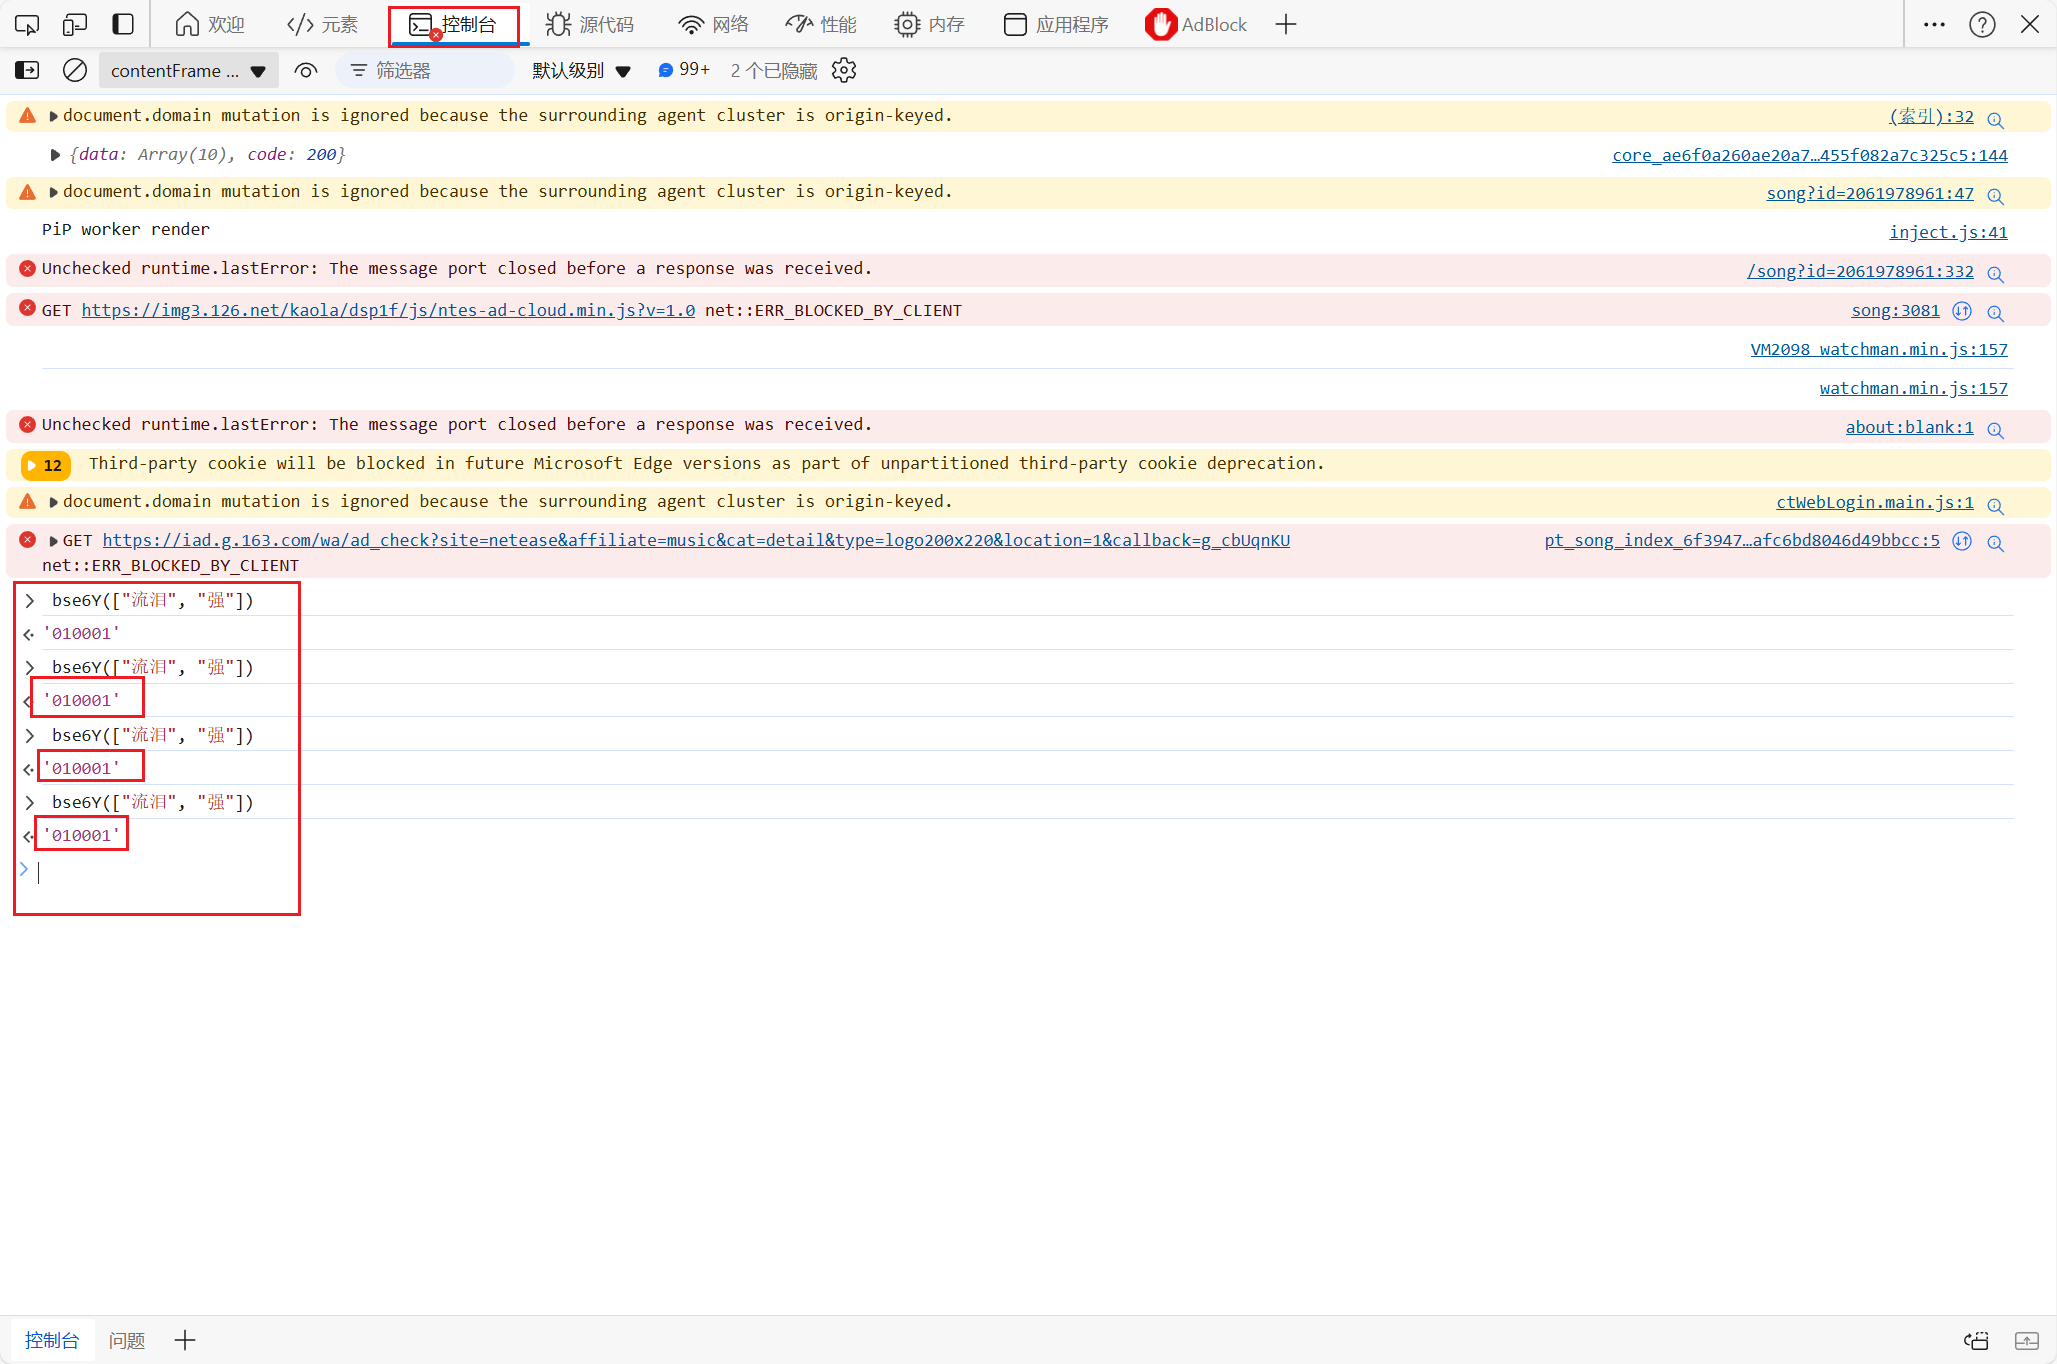 欢迎 元素 控制台 源代码 网络 性能 内存 应用程序 AdBlock
contentFrame ... 筛选器 默认级别 99+ 2 个已隐藏
document.domain mutation is ignored because the surrounding agent cluster is origin-keyed. (索引):32
{data: Array(10), code: 200} core_ae6f0a260ae20a7…455f082a7c325c5:144
document.domain mutation is ignored because the surrounding agent cluster is origin-keyed. song?id=2061978961:47
PiP worker render inject.js:41
Unchecked runtime.lastError: The message port closed before a response was received. /song?id=2061978961:332
GET https://img3.126.net/kaola/dsp1f/js/ntes-ad-cloud.min.js?v=1.0 net::ERR_BLOCKED_BY_CLIENT song:3081
VM2098 watchman.min.js:157
watchman.min.js:157
Unchecked runtime.lastError: The message port closed before a response was received. about:blank:1
12 Third-party cookie will be blocked in future Microsoft Edge versions as part of unpartitioned third-party cookie deprecation.
document.domain mutation is ignored because the surrounding agent cluster is origin-keyed. ctWebLogin.main.js:1
GET https://iad.g.163.com/wa/ad_check?site=netease&affiliate=music&cat=detail&type=logo200x220&location=1&callback=g_cbUqnKU pt_song_index_6f3947…afc6bd8046d49bbcc:5
net::ERR_BLOCKED_BY_CLIENT
> bse6Y(["流泪", "强"])
'010001'
> bse6Y(["流泪", "强"])
'010001'
> bse6Y(["流泪", "强"])
'010001'
> bse6Y(["流泪", "强"])
'010001'
>
控制台 问题